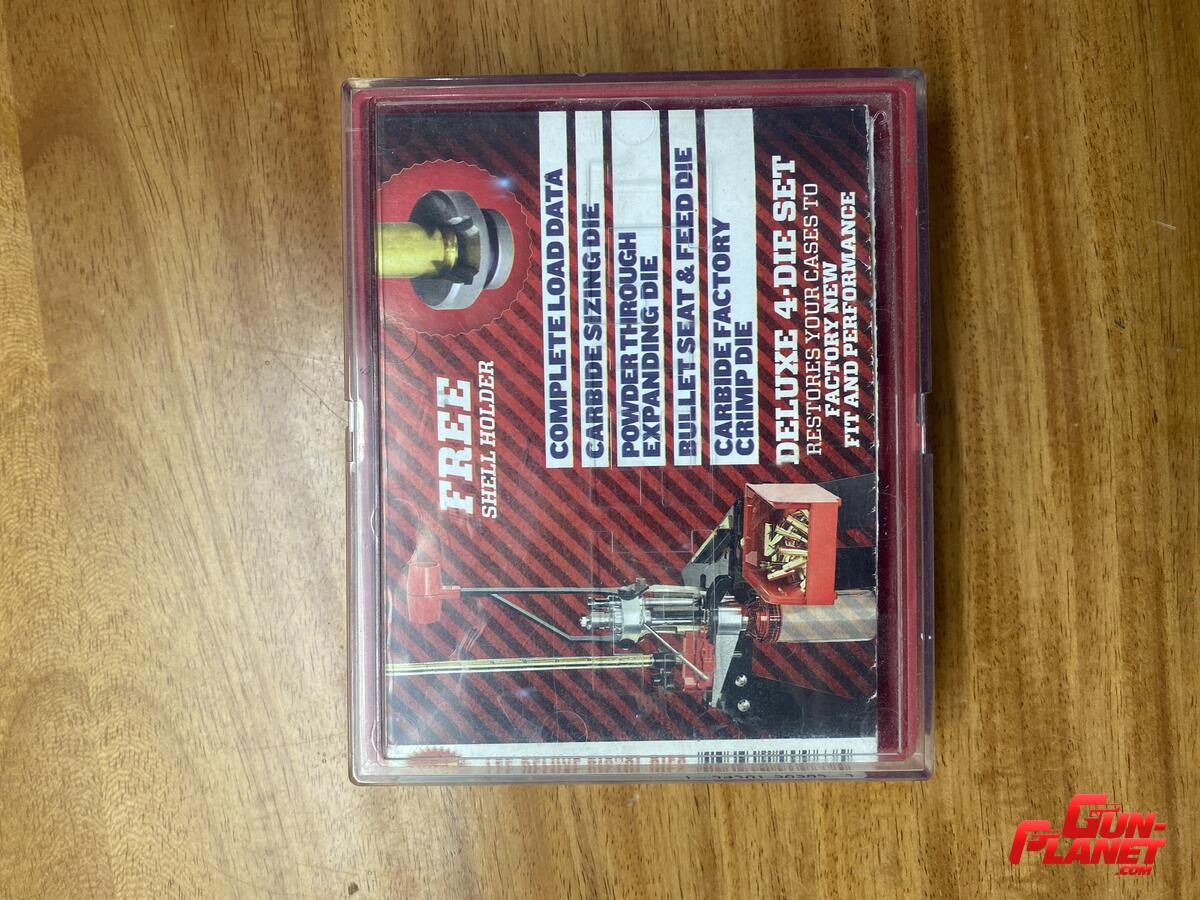 FREE
SHELL HOLDER
COMPLETE LOAD DATA
CARBIDE SIZING DIE
POWDER THROUGH
EXPANDING DIE
BULLET SEAT & FEED DIE
CARBIDE FACTORY
CRIMP DIE
DELUXE 4-DIE SET
RESTORES YOUR CASES TO
FACTORY NEW
FIT AND PERFORMANCE
GUN-
PLANET
.COM